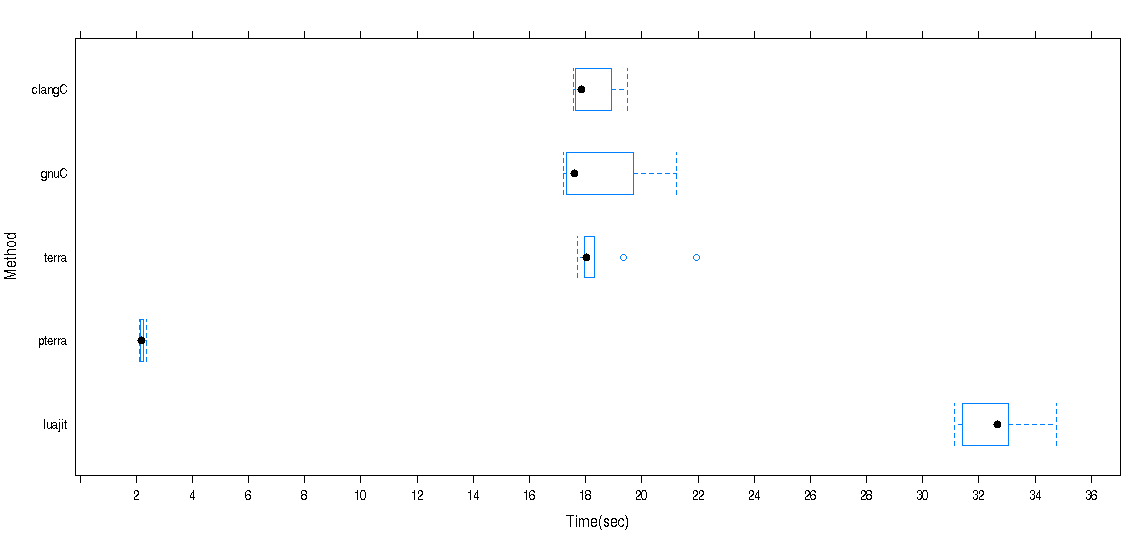 clangC
gnuC
terra
pterra
luajit
Method
2 4 6 8 10 12 14 16 18 20 22 24 26 28 30 32 34 36
Time(sec)